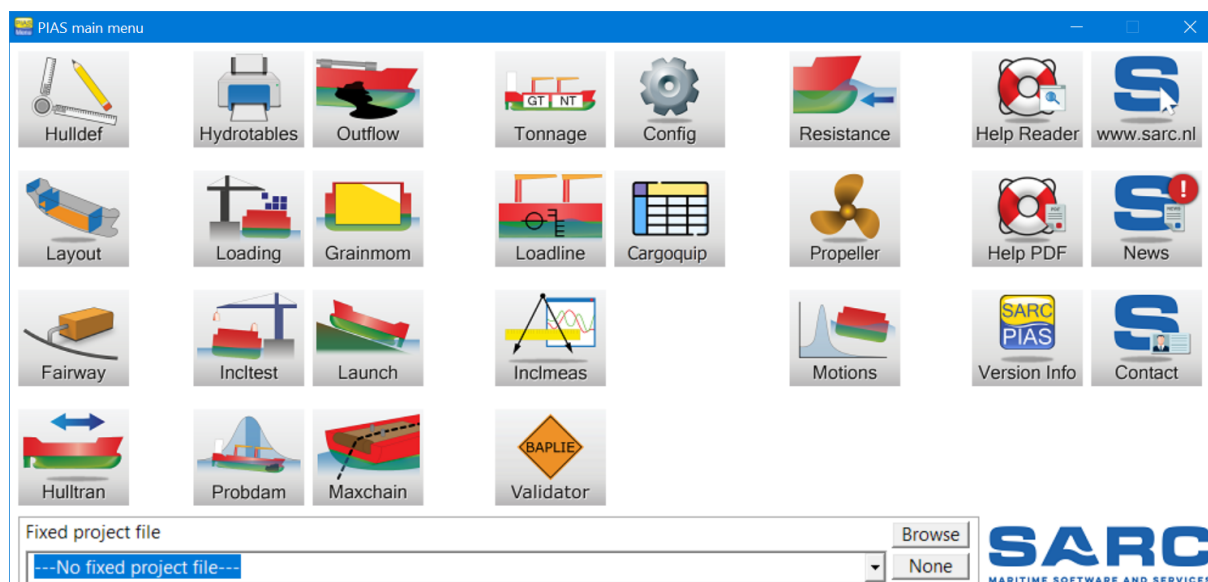 PIAS main menu
Hulldef
Hydrotables
Outflow
GT NT
Tonnage
Config
Resistance
Help Reader
www.sarc.nl
Layout
Loading
Grainmom
Loadline
Cargoquip
Propeller
PDF
Help PDF
NEWS
!
News
Fairway
Incltest
Launch
Inclmeas
Motions
SARC
PIAS
Version Info
Contact
Hulltran
Probdam
Maxchain
BAPLIE
Validator
Fixed project file
Browse
---No fixed project file---
None
SARC
MARITIME SOFTWARE AND SERVICES